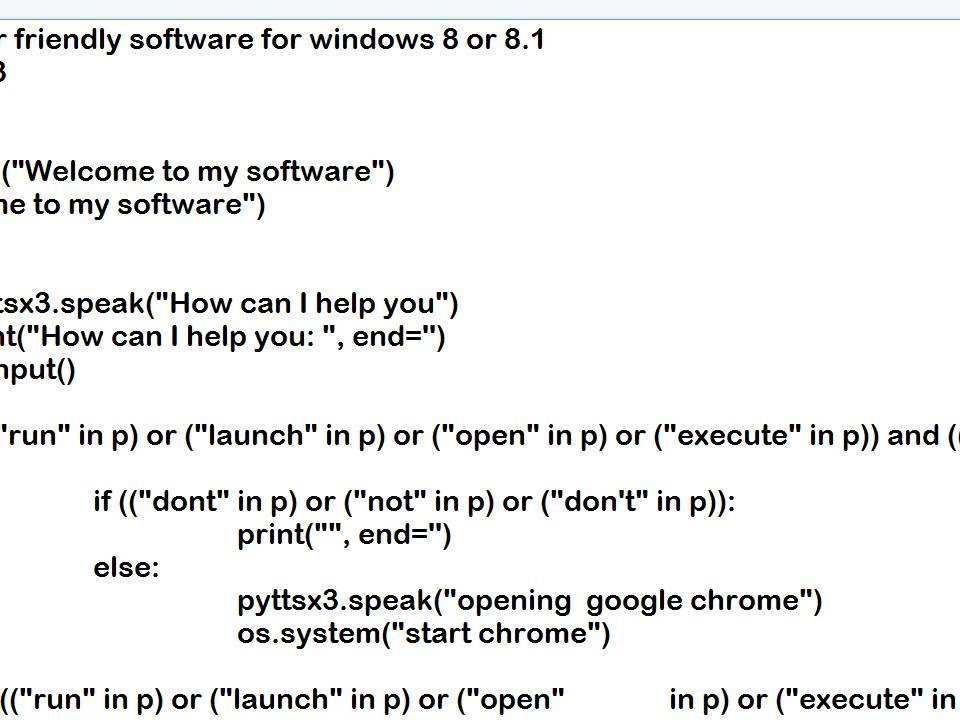 r friendly software for windows 8 or 8.1
3
("Welcome to my software")
ne to my software")
tsx3.speak("How can I help you")
nt("How can I help you: ", end='')
nput()
"run" in p) or ("launch" in p) or ("open" in p) or ("execute" in p)) and ((
if (("dont" in p) or ("not" in p) or ("don't" in p)):
print("", end='')
else:
pyttsx3.speak("opening  google chrome")
os.system("start chrome")
(("run" in p) or ("launch" in p) or ("open" in p) or ("execute" in